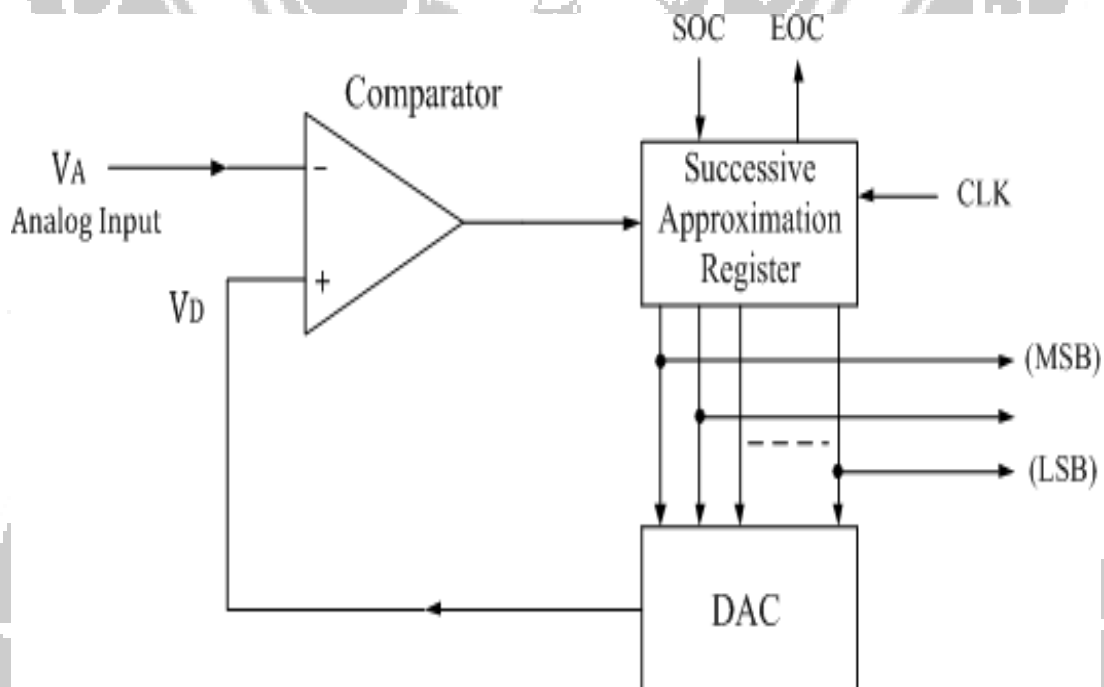 SOC EOC
Comparator
VA
Analog Input
−
+
VD
Successive
Approximation
Register
CLK
(MSB)
(LSB)
DAC